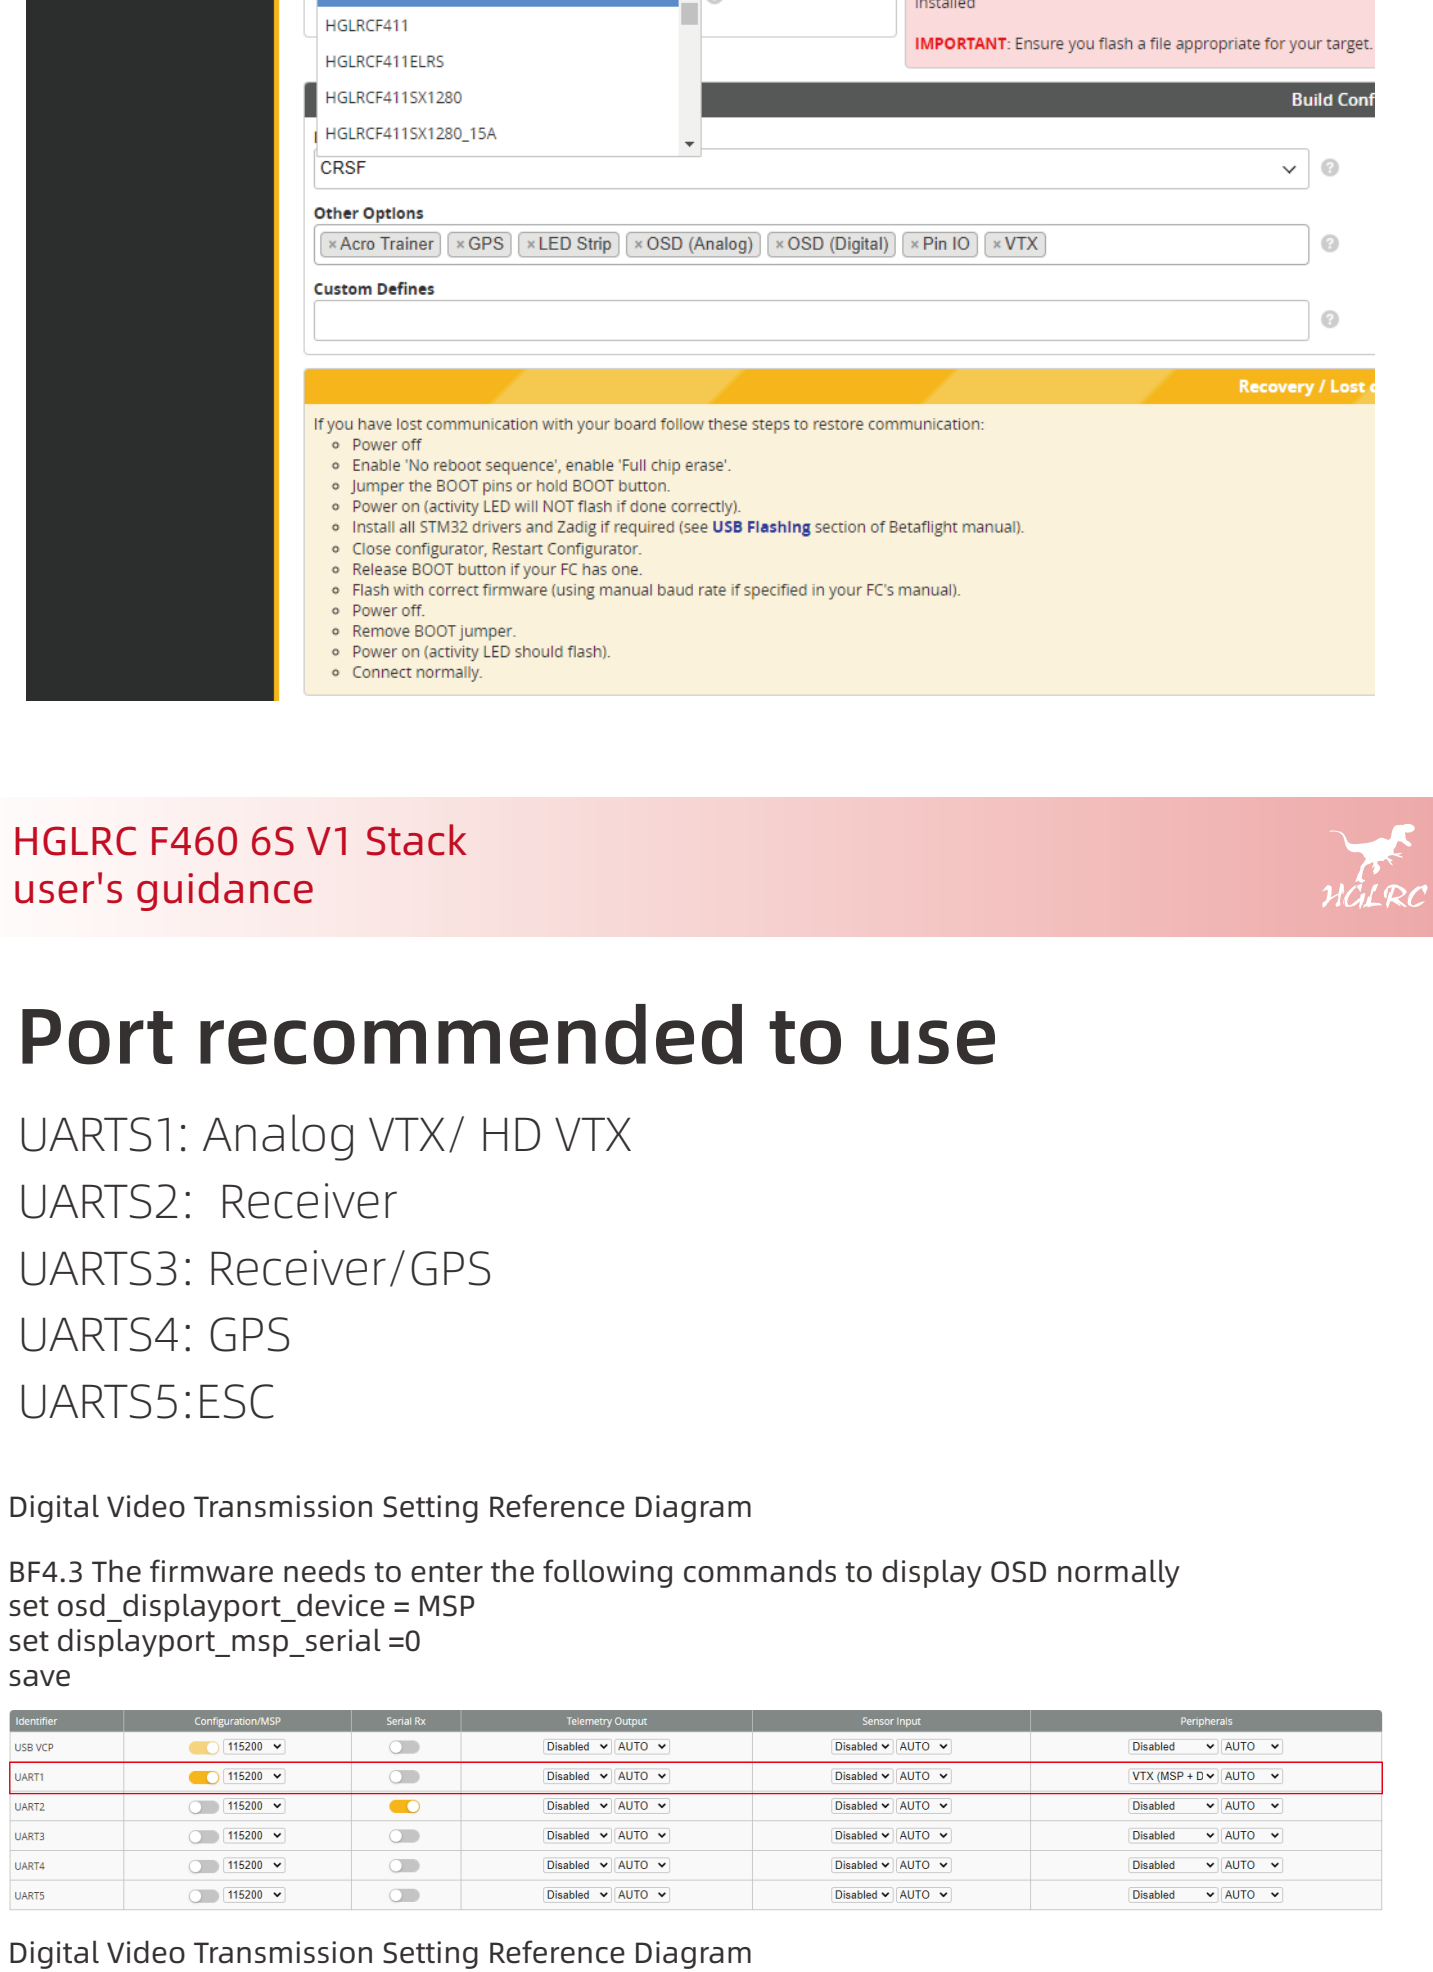 installed
HGLRCF411
IMPORTANT: Ensure you flash a file appropriate for your target.
HGLRCF411ELRS
HGLRCF411SX1280
Build Conf
HGLRCF411SX1280_15A
CRSF
Other Options
×Acro Trainer ×GPS ×LED Strip ×OSD (Analog) ×OSD (Digital) ×Pin IO ×VTX
Custom Defines
Recovery / Lost
If you have lost communication with your board follow these steps to restore communication:
Power off
Enable 'No reboot sequence', enable 'Full chip erase'.
Jumper the BOOT pins or hold BOOT button.
Power on (activity LED will NOT flash if done correctly).
Install all STM32 drivers and Zadig if required (see USB Flashing section of Betaflight manual).
Close configurator, Restart Configurator.
Release BOOT button if your FC has one.
Flash with correct firmware (using manual baud rate if specified in your FC's manual).
Power off.
Remove BOOT jumper.
Power on (activity LED should flash).
Connect normally.
HGLRC F460 6S V1 Stack
user's guidance
HGLRC
Port recommended to use
UARTS1: Analog VTX/ HD VTX
UARTS2: Receiver
UARTS3: Receiver/GPS
UARTS4: GPS
UARTS5:ESC
Digital Video Transmission Setting Reference Diagram
BF4.3 The firmware needs to enter the following commands to display OSD normally
set osd_displayport_device = MSP
set displayport_msp_serial =0
save
Identifier Configuration/MSP Serial Rx Telemetry Output Sensor Input Peripherals
USB VCP 115200 Disabled AUTO Disabled AUTO Disabled AUTO
UART1 115200 Disabled AUTO Disabled AUTO VTX (MSP + D AUTO
UART2 115200 Disabled AUTO Disabled AUTO Disabled AUTO
UART3 115200 Disabled AUTO Disabled AUTO Disabled AUTO
UART4 115200 Disabled AUTO Disabled AUTO Disabled AUTO
UART5 115200 Disabled AUTO Disabled AUTO Disabled AUTO
Digital Video Transmission Setting Reference Diagram